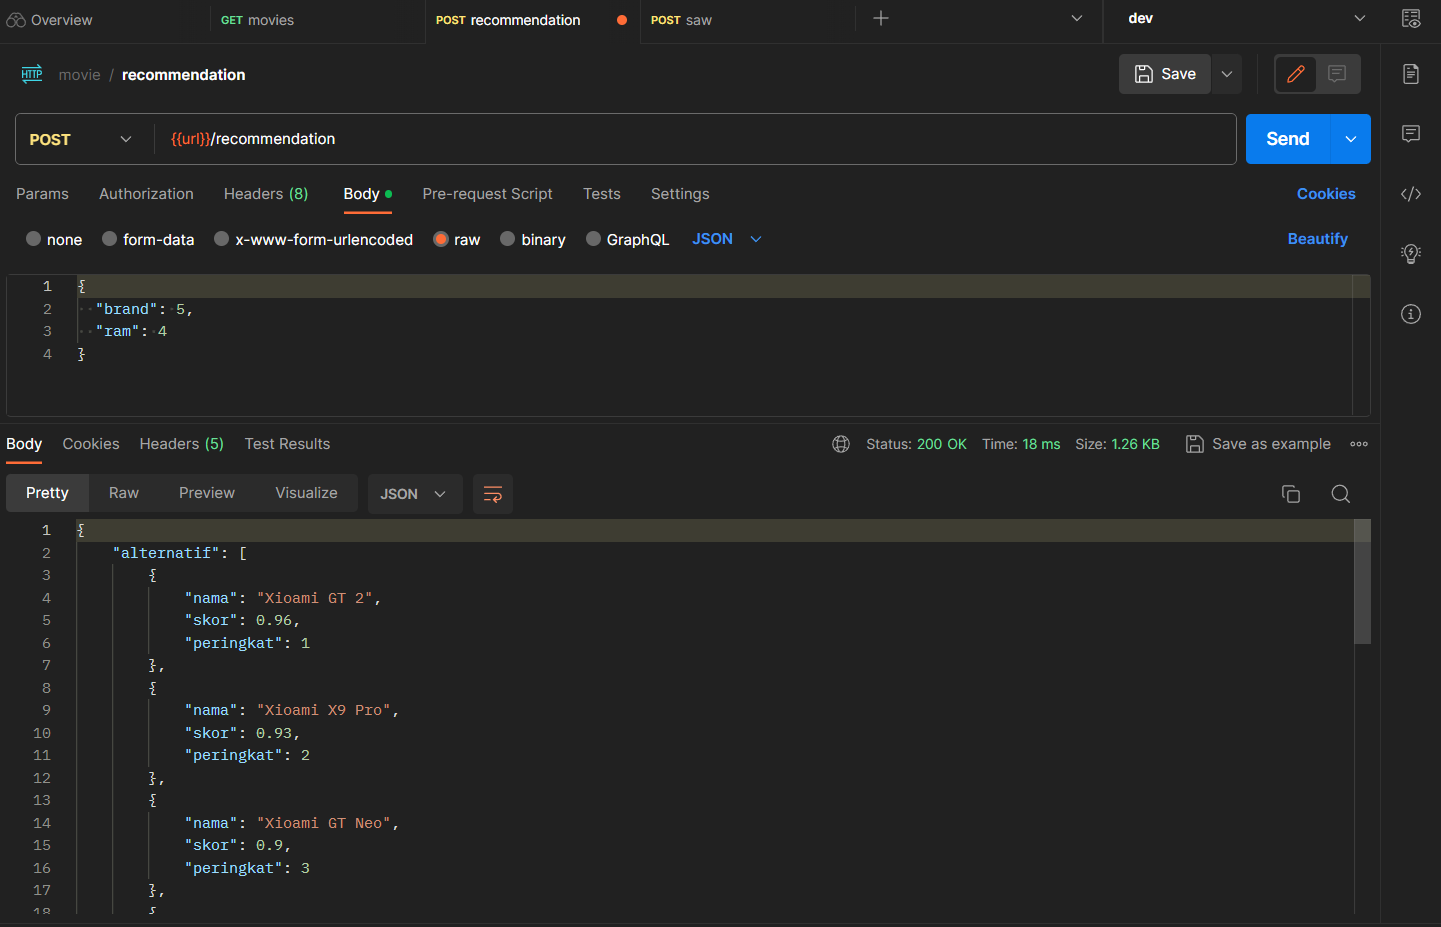 Overview
GET movies
POST recommendation
POST saw
dev
HTTP movie / recommendation
Save
POST
{{url}}/recommendation
Send
Params
Authorization
Headers (8)
Body
Pre-request Script
Tests
Settings
Cookies
none
form-data
x-www-form-urlencoded
raw
binary
GraphQL
JSON
Beautify
1 {
2 "brand": 5,
3 "ram": 4
4 }
Body
Cookies
Headers (5)
Test Results
Status: 200 OK
Time: 18 ms
Size: 1.26 KB
Save as example
Pretty
Raw
Preview
Visualize
JSON
1 {
2 "alternatif": [
3 {
4 "nama": "Xioami GT 2",
5 "skor": 0.96,
6 "peringkat": 1
7 },
8 {
9 "nama": "Xioami X9 Pro",
10 "skor": 0.93,
11 "peringkat": 2
12 },
13 {
14 "nama": "Xioami GT Neo",
15 "skor": 0.9,
16 "peringkat": 3
17 },
18 {